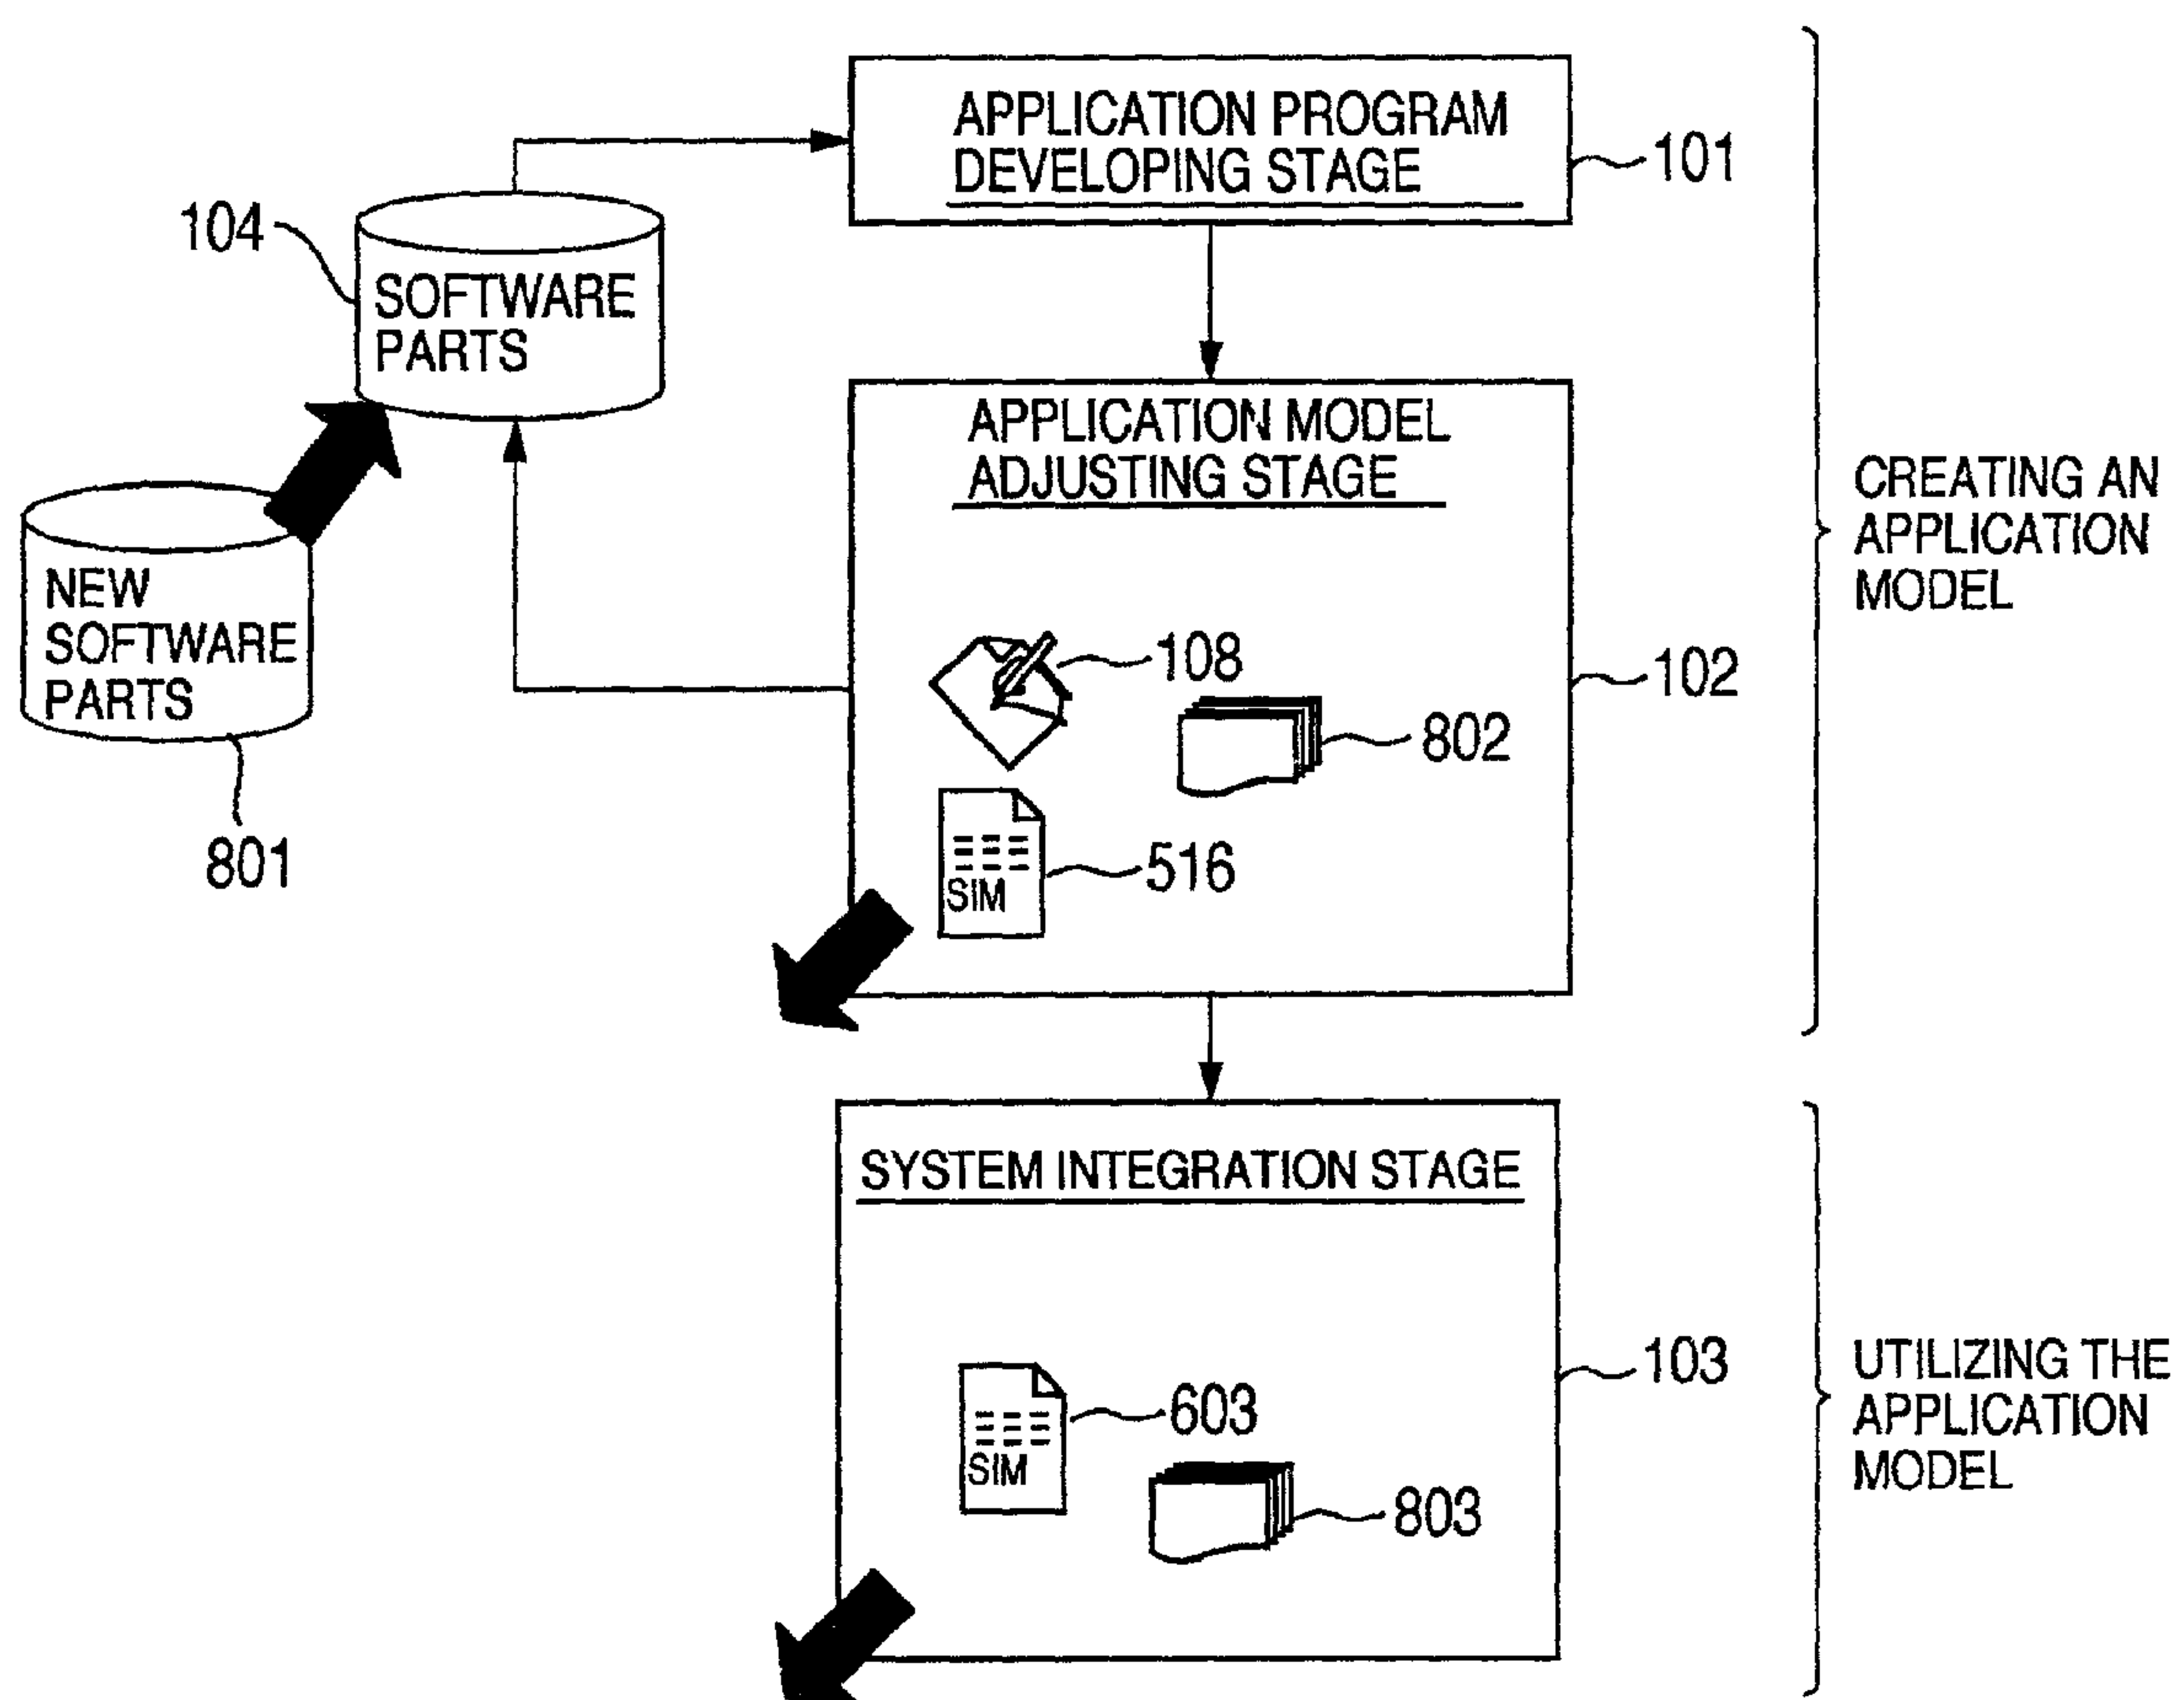 APPLICATION PROGRAM
DEVELOPING STAGE
101
104
SOFTWARE
PARTS
APPLICATION MODEL
ADJUSTING STAGE
CREATING AN
APPLICATION
MODEL
NEW
SOFTWARE
PARTS
801
108
102
802
516
SIM
SYSTEM INTEGRATION STAGE
103
UTILIZING THE
APPLICATION
MODEL
603
SIM
803